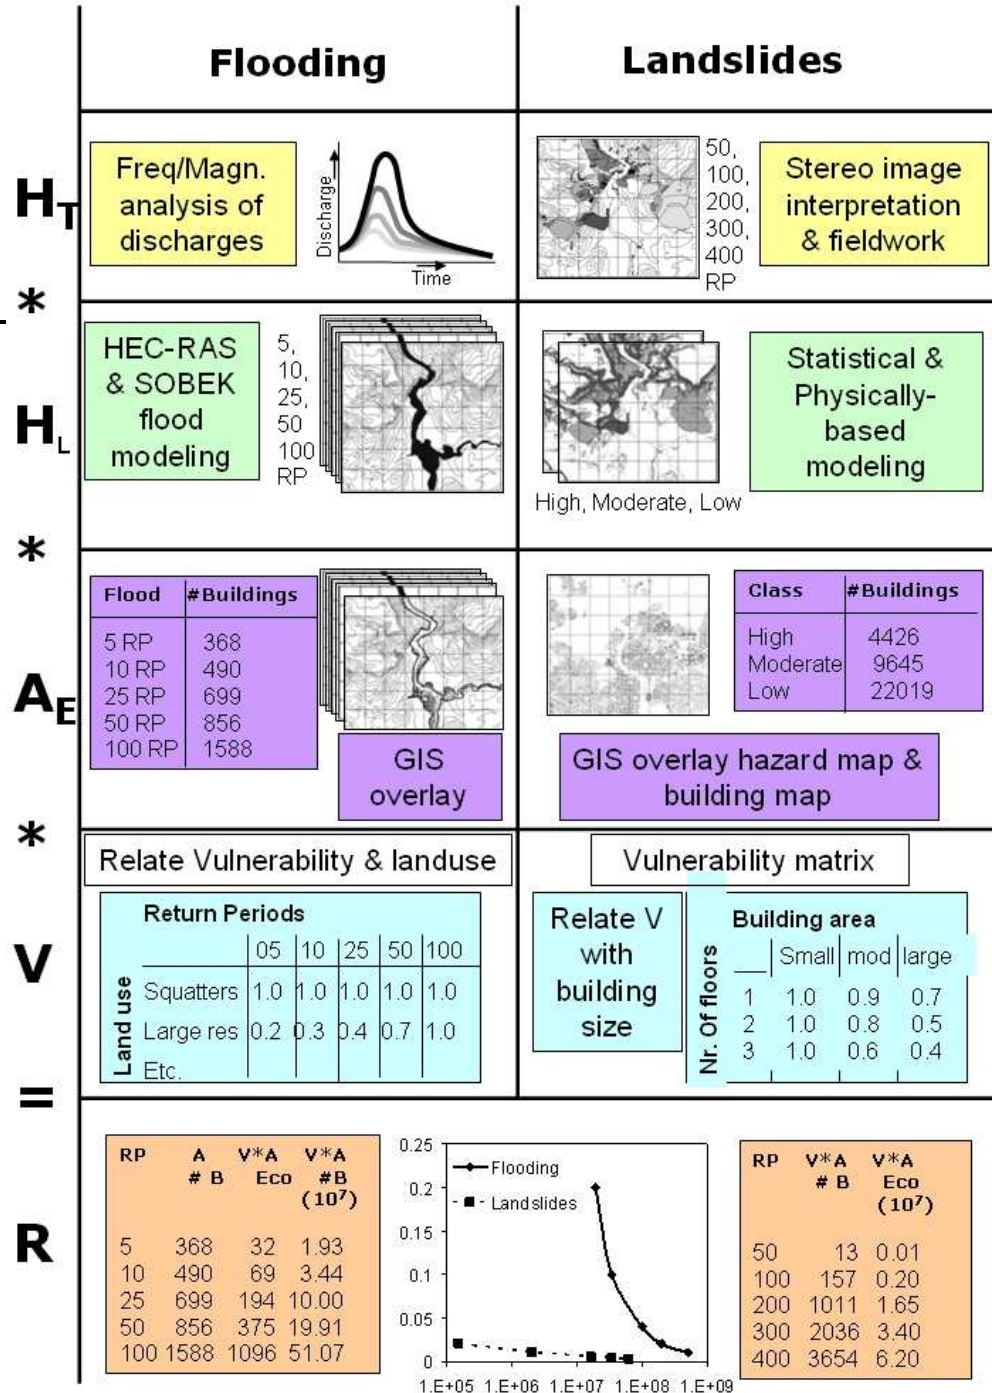 Flooding
Landslides
H_T
Freq/Magn.
analysis of
discharges
Discharge
Time
50,
100,
200,
300,
400
RP
Stereo image
interpretation
& fieldwork
*
H_L
HEC-RAS
& SOBEK
flood
modeling
5,
10,
25,
50
100
RP
High, Moderate, Low
Statistical &
Physically-
based
modeling
*
A_E
Flood #Buildings
5 RP 368
10 RP 490
25 RP 699
50 RP 856
100 RP 1588
GIS
overlay
Class #Buildings
High 4426
Moderate 9645
Low 22019
GIS overlay hazard map &
building map
*
V
Relate Vulnerability & landuse
Return Periods
Land use
05 10 25 50 100
Squatters 1.0 1.0 1.0 1.0 1.0
Large res 0.2 0.3 0.4 0.7 1.0
Etc.
Vulnerability matrix
Relate V
with
building
size
Building area
Nr. Of floors
Small mod large
1 1.0 0.9 0.7
2 1.0 0.8 0.5
3 1.0 0.6 0.4
=
R
RP A V*A V*A
# B Eco #B
(10⁷)
5 368 32 1.93
10 490 69 3.44
25 699 194 10.00
50 856 375 19.91
100 1588 1096 51.07
0.25
0.2
0.15
0.1
0.05
0
Flooding
Landslides
1.E+05 1.E+06 1.E+07 1.E+08 1.E+09
RP V*A V*A
# B Eco
(10⁷)
50 13 0.01
100 157 0.20
200 1011 1.65
300 2036 3.40
400 3654 6.20